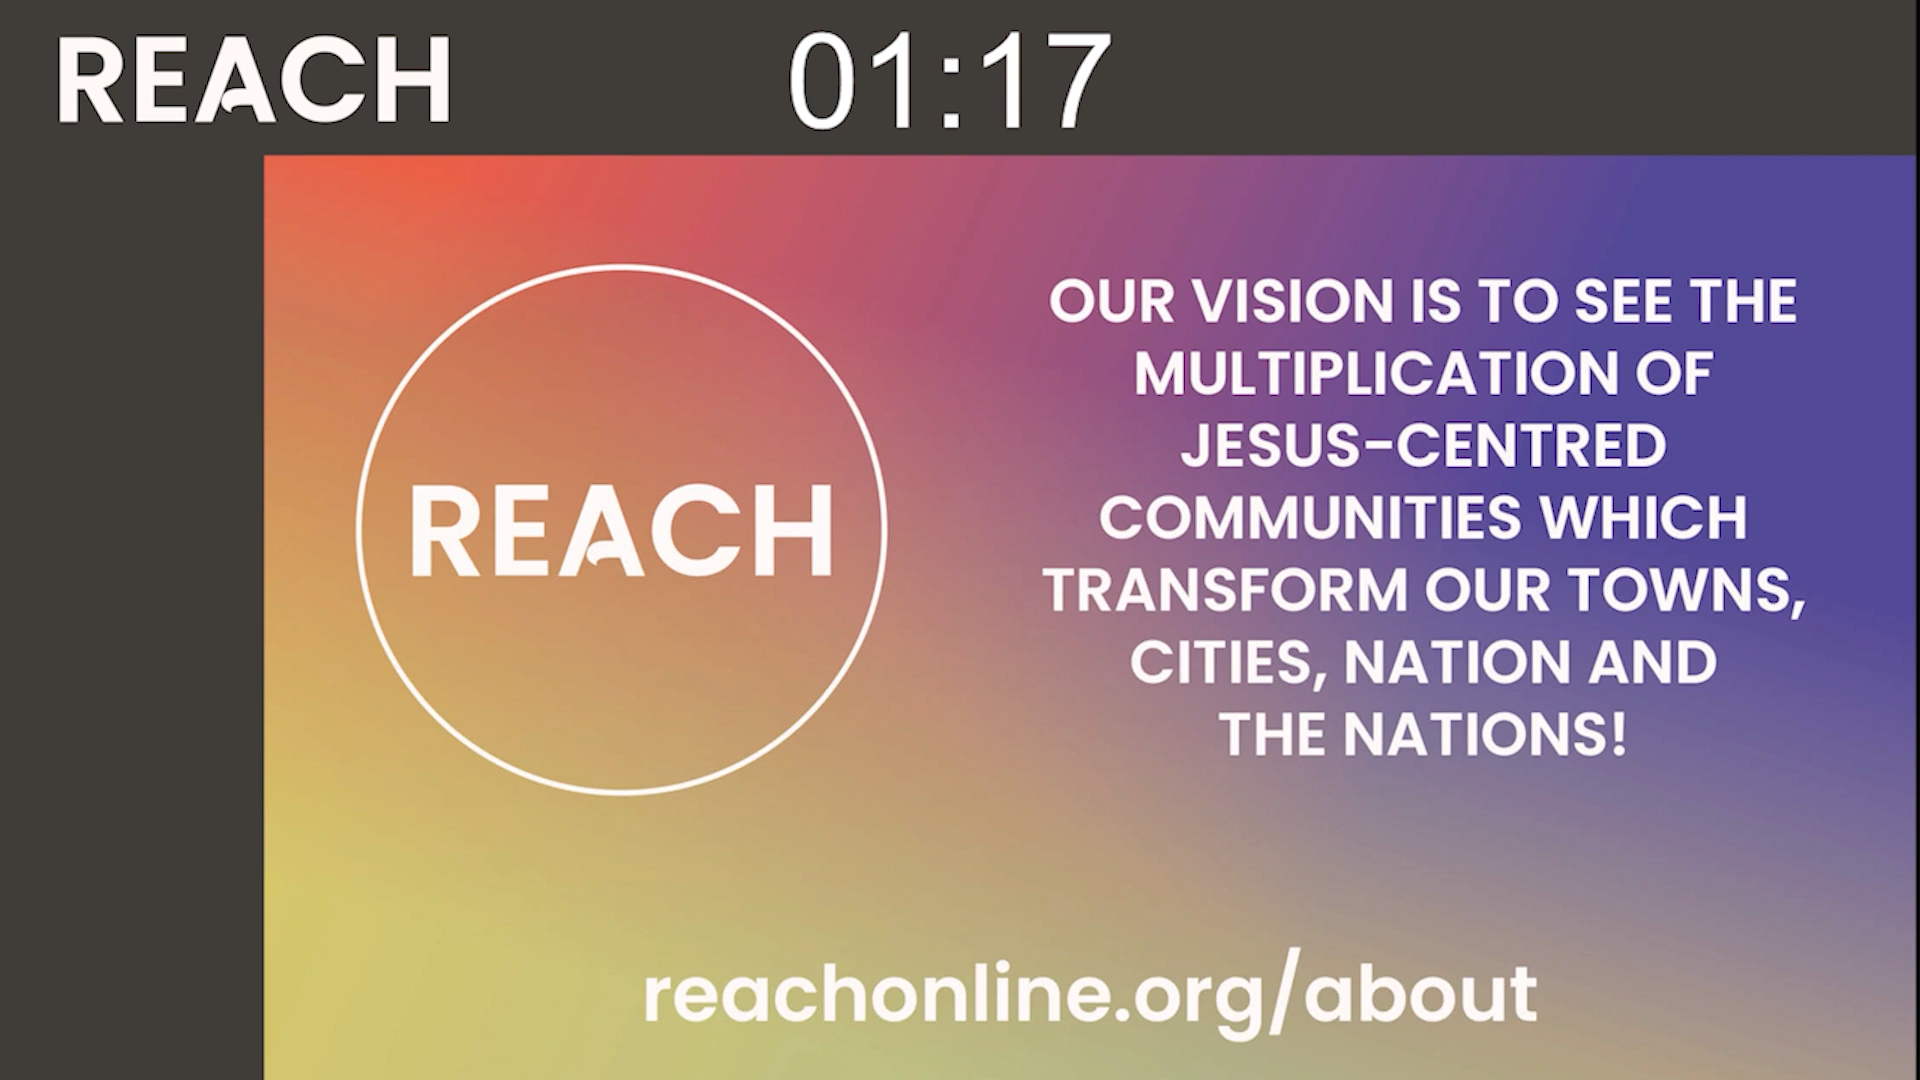 REACH
01:17
REACH
OUR VISION IS TO SEE THE
MULTIPLICATION OF
JESUS-CENTRED
COMMUNITIES WHICH
TRANSFORM OUR TOWNS,
CITIES, NATION AND
THE NATIONS!
reachonline.org/about